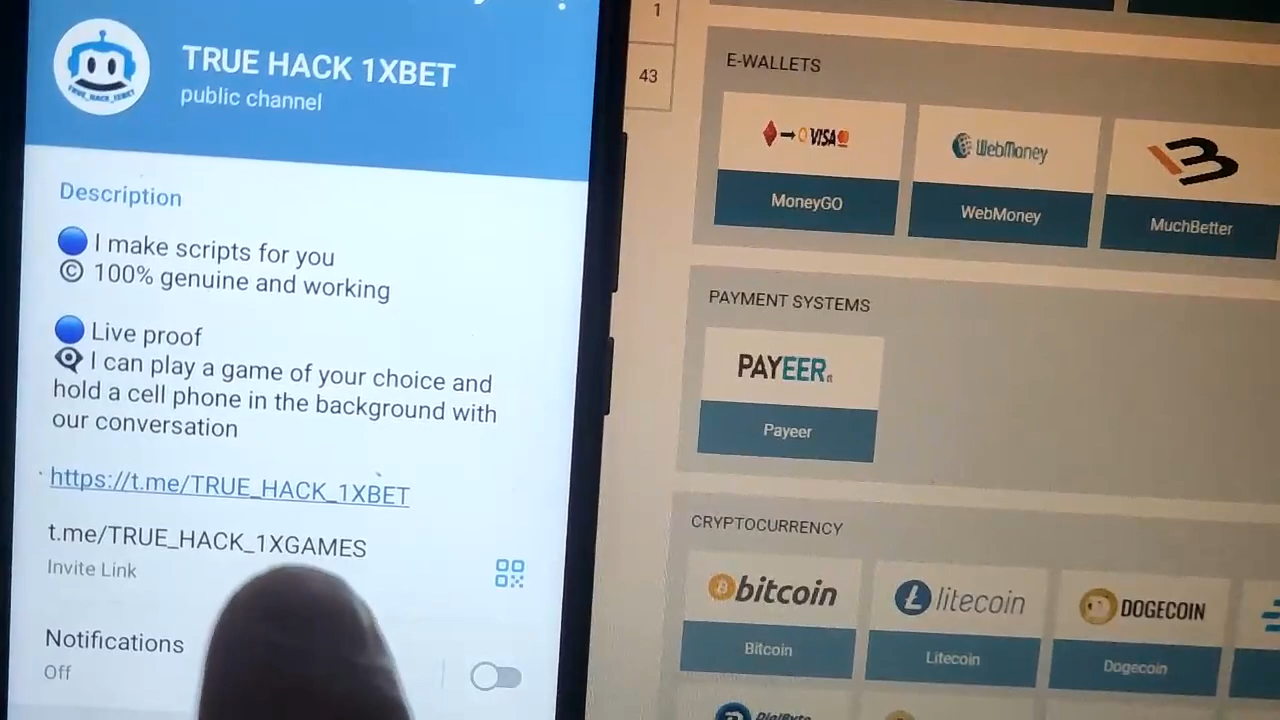 TRUE HACK 1XBET
public channel
TRUE_HACK_1XBET
Description
I make scripts for you
© 100% genuine and working
Live proof
I can play a game of your choice and
hold a cell phone in the background with
our conversation
https://t.me/TRUE_HACK_1XBET
t.me/TRUE_HACK_1XGAMES
Invite Link
Notifications
Off
1
43
E-WALLETS
VISA
MoneyGO
WebMoney
WebMoney
MuchBetter
PAYMENT SYSTEMS
PAYEER
Payeer
CRYPTOCURRENCY
bitcoin
Bitcoin
litecoin
Litecoin
DOGECOIN
Dogecoin
DigiByte